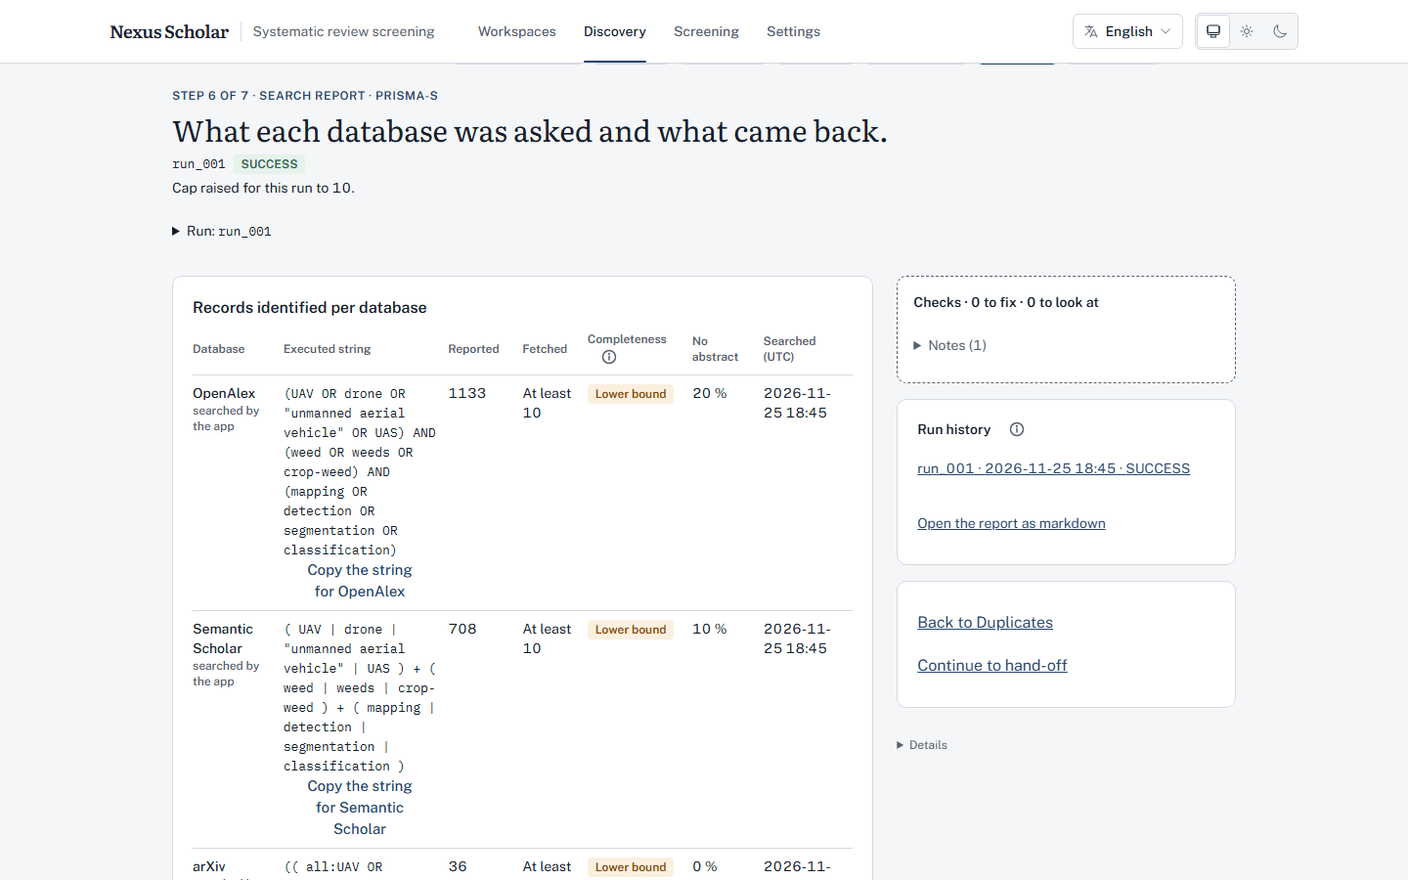 Nexus Scholar
Systematic review screening
Workspaces
Discovery
Screening
Settings
English
STEP 6 OF 7 · SEARCH REPORT · PRISMA-S
What each database was asked and what came back.
run_001 SUCCESS
Cap raised for this run to 10.
▶ Run: run_001
Records identified per database
Database
Executed string
Reported
Fetched
Completeness
No
abstract
Searched
(UTC)
OpenAlex
searched by
the app
(UAV OR drone OR
"unmanned aerial
vehicle" OR UAS) AND
(weed OR weeds OR
crop-weed) AND
(mapping OR
detection OR
segmentation OR
classification)
Copy the string
for OpenAlex
1133
At least
10
Lower bound
20 %
2026-11-
25 18:45
Semantic
Scholar
searched by
the app
( UAV | drone |
"unmanned aerial
vehicle" | UAS ) + (
weed | weeds | crop-
weed ) + ( mapping |
detection |
segmentation |
classification )
Copy the string
for Semantic
Scholar
708
At least
10
Lower bound
10 %
2026-11-
25 18:45
arXiv
(( all:UAV OR
36
At least
Lower bound
0 %
2026-11-
Checks · 0 to fix · 0 to look at
▶ Notes (1)
Run history
run_001 · 2026-11-25 18:45 · SUCCESS
Open the report as markdown
Back to Duplicates
Continue to hand-off
▶ Details